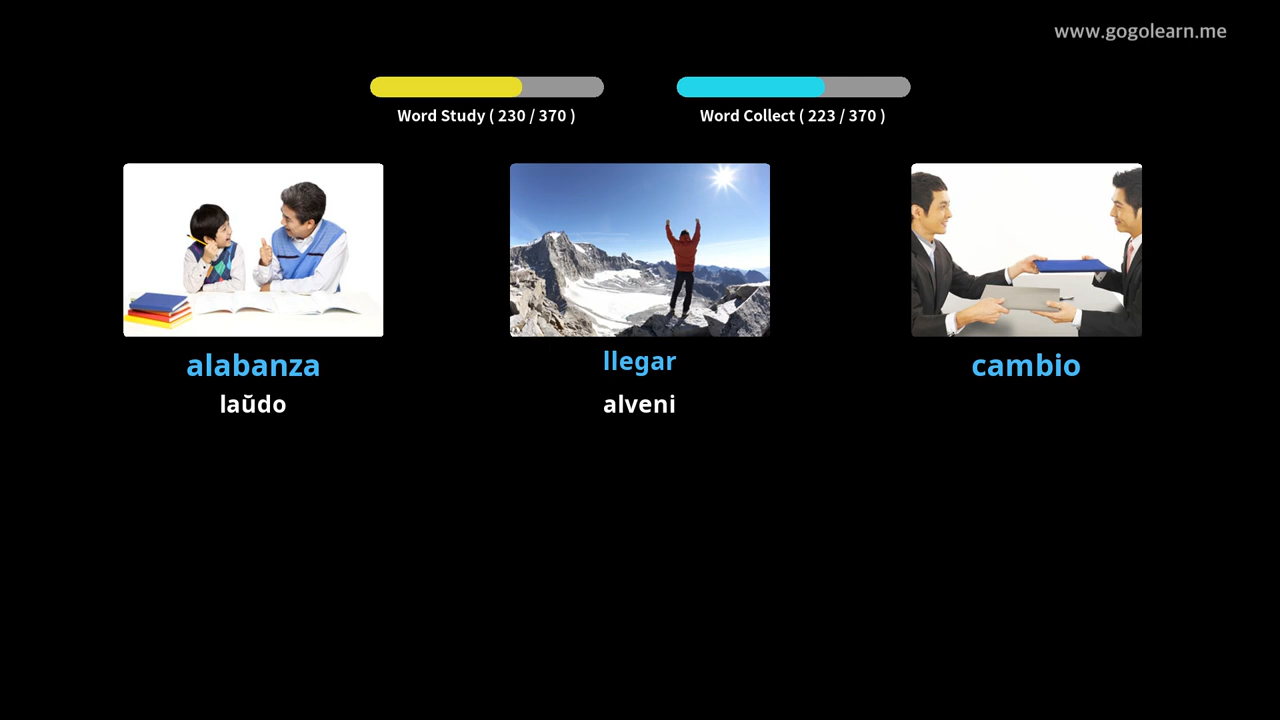 www.gogolearn.me
Word Study ( 230 / 370 )
Word Collect ( 223 / 370 )
alabanza
laŭdo
llegar
alveni
cambio